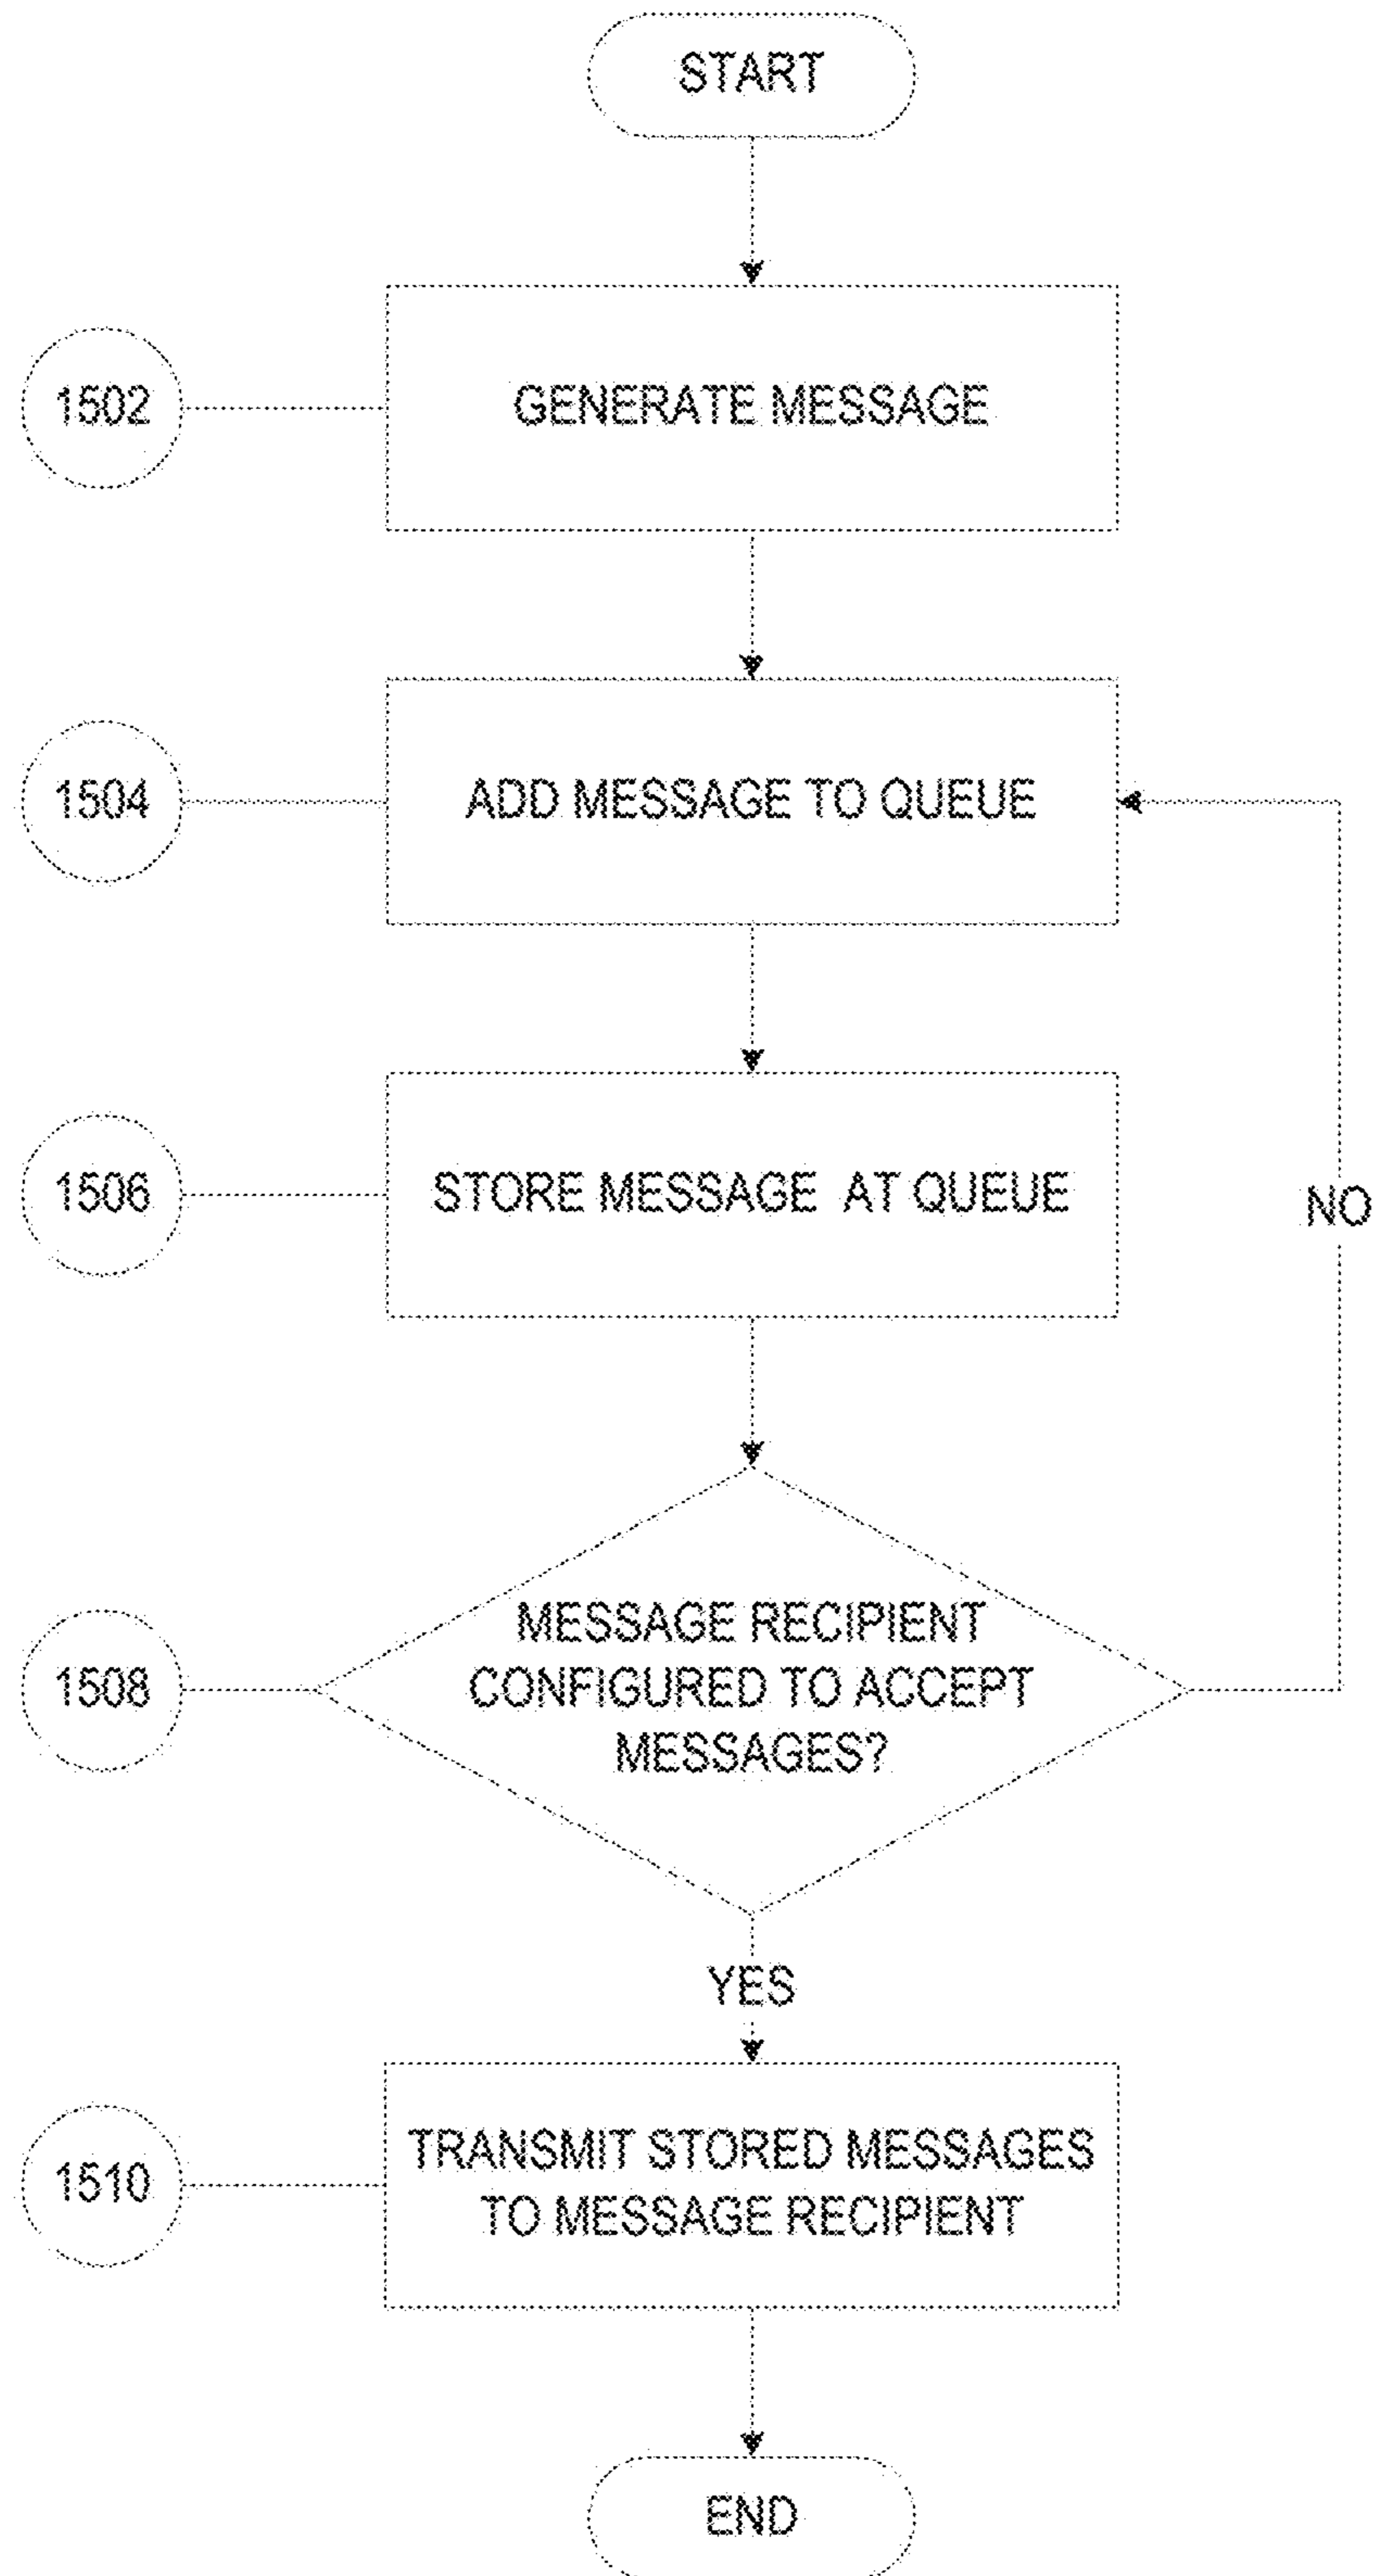 START
1502
GENERATE MESSAGE
1504
ADD MESSAGE TO QUEUE
1506
STORE MESSAGE AT QUEUE
NO
1508
MESSAGE RECIPIENT
CONFIGURED TO ACCEPT
MESSAGES?
YES
1510
TRANSMIT STORED MESSAGES
TO MESSAGE RECIPIENT
END